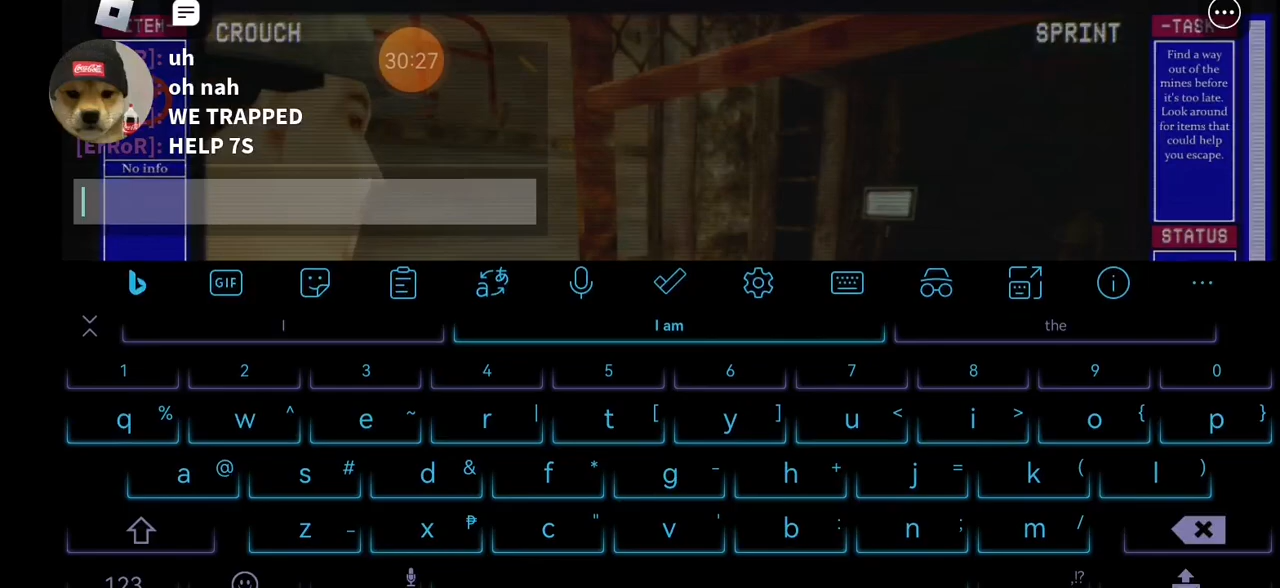 -ITEM-
CROUCH
30:27
SPRINT
-TASK-
uh
oh nah
WE TRAPPED
[ErRoR]: HELP 7S
No info
Find a way
out of the
mines before
it's too late.
Look around
for items that
could help
you escape.
STATUS
GIF
I
I am
the
1 2 3 4 5 6 7 8 9 0
q % w ^ e ~ r | t [ y ] u < i > o { p }
a @ s # d & f * g - h + j = k ( l )
z _ x ₱ c " v ' b : n ; m /
123 ,!?